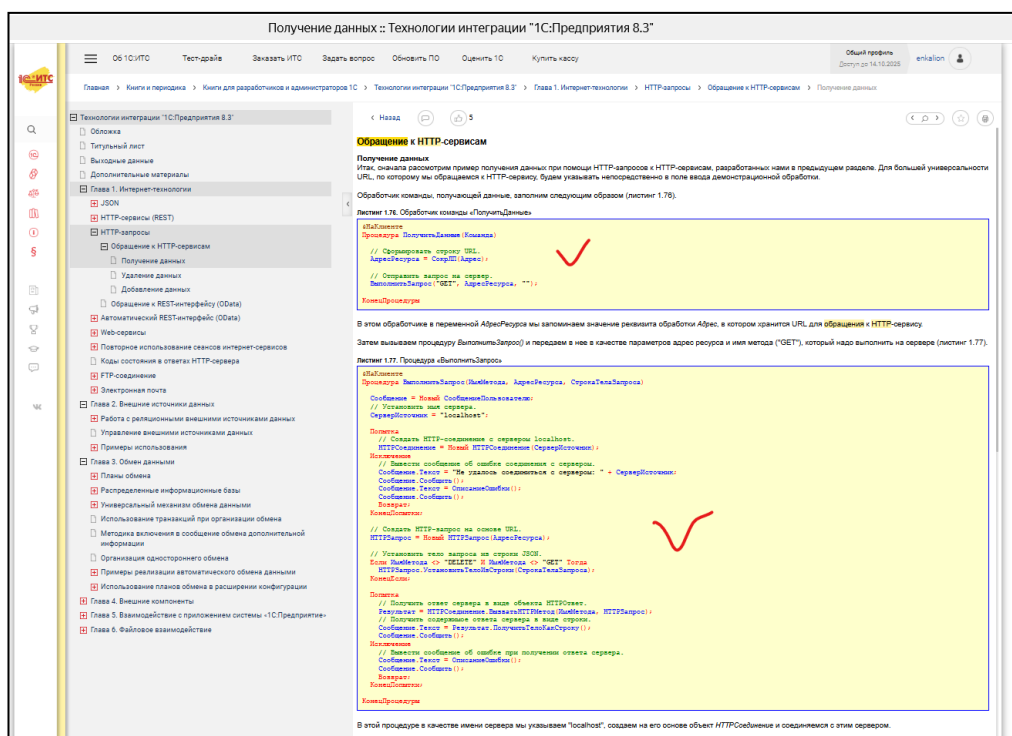 Получение данных :: Технологии интеграции "1С:Предприятия 8.3"
Об 1С:ИТС Тест-драйв Заказать ИТС Задать вопрос Обновить ПО Оценить 1С Купить кассу
Общий профиль
Доступ до 14.10.2025
enkalion
1С:ИТС
Главная > Книги и периодика > Книги для разработчиков и администраторов 1С > Технологии интеграции "1С:Предприятия 8.3" > Глава 1. Интернет-технологии > HTTP-запросы > Обращение к HTTP-сервисам > Получение данных
Технологии интеграции "1С:Предприятия 8.3"
Обложка
Титульный лист
Выходные данные
Дополнительные материалы
Глава 1. Интернет-технологии
JSON
HTTP-сервисы (REST)
HTTP-запросы
Обращение к HTTP-сервисам
Получение данных
Удаление данных
Добавление данных
Обращение к REST-интерфейсу (OData)
Автоматический REST-интерфейс (OData)
Web-сервисы
Повторное использование сеансов интернет-сервисов
Коды состояния в ответах HTTP-сервера
FTP-соединение
Электронная почта
Глава 2. Внешние источники данных
Работа с реляционными внешними источниками данных
Управление внешними источниками данных
Примеры использования
Глава 3. Обмен данными
Планы обмена
Распределенные информационные базы
Универсальный механизм обмена данными
Использование транзакций при организации обмена
Методика включения в сообщение обмена дополнительной
информации
Организация одностороннего обмена
Примеры реализации автоматического обмена данными
Использование планов обмена в расширении конфигурации
Глава 4. Внешние компоненты
Глава 5. Взаимодействие с приложением системы «1С:Предприятие»
Глава 6. Файловое взаимодействие
< Назад 5
Обращение к HTTP-сервисам
Получение данных
Итак, сначала рассмотрим пример получения данных при помощи HTTP-запросов к HTTP-сервисам, разработанных нами в предыдущем разделе. Для большей универсальности
URL, по которому мы обращаемся к HTTP-сервису, будем указывать непосредственно в поле ввода демонстрационной обработки.
Обработчик команды, получающей данные, заполним следующим образом (листинг 1.76).
Листинг 1.76. Обработчик команды «ПолучитьДанные»
&НаКлиенте
Процедура ПолучитьДанные(Команда)
// Сформировать строку URL.
АдресРесурса = СокрЛП(Адрес);
// Отправить запрос на сервер.
ВыполнитьЗапрос("GET", АдресРесурса, "");
КонецПроцедуры
В этом обработчике в переменной АдресРесурса мы запоминаем значение реквизита обработки Адрес, в котором хранится URL для обращения к HTTP-сервису.
Затем вызываем процедуру ВыполнитьЗапрос() и передаем в нее в качестве параметров адрес ресурса и имя метода ("GET"), который надо выполнить на сервере (листинг 1.77).
Листинг 1.77. Процедура «ВыполнитьЗапрос»
&НаКлиенте
Процедура ВыполнитьЗапрос(ИмяМетода, АдресРесурса, СтрокаТелаЗапроса)
Сообщение = Новый СообщениеПользователю;
// Установить имя сервера.
СерверИсточник = "localhost";
Попытка
// Создать HTTP-соединение с сервером localhost.
HTTPСоединение = Новый HTTPСоединение(СерверИсточник);
Исключение
// Вывести сообщение об ошибке соединения с сервером.
Сообщение.Текст = "Не удалось соединиться с сервером: " + СерверИсточник;
Сообщение.Сообщить();
Сообщение.Текст = ОписаниеОшибки();
Сообщение.Сообщить();
Возврат;
КонецПопытки;
// Создать HTTP-запрос на основе URL.
HTTPЗапрос = Новый HTTPЗапрос(АдресРесурса);
// Установить тело запроса из строки JSON.
Если ИмяМетода <> "DELETE" И ИмяМетода <> "GET" Тогда
HTTPЗапрос.УстановитьТелоИзСтроки(СтрокаТелаЗапроса);
КонецЕсли;
Попытка
// Получить ответ сервера в виде объекта HTTPОтвет.
Результат = HTTPСоединение.ВызватьHTTPМетод(ИмяМетода, HTTPЗапрос);
// Получить содержимое ответа сервера в виде строки.
Сообщение.Текст = Результат.ПолучитьТелоКакСтроку();
Сообщение.Сообщить();
Исключение
// Вывести сообщение об ошибке при получении ответа сервера.
Сообщение.Текст = ОписаниеОшибки();
Сообщение.Сообщить();
Возврат;
КонецПопытки;
КонецПроцедуры
В этой процедуре в качестве имени сервера мы указываем "localhost", создаем на его основе объект HTTPСоединение и соединяемся с этим сервером.